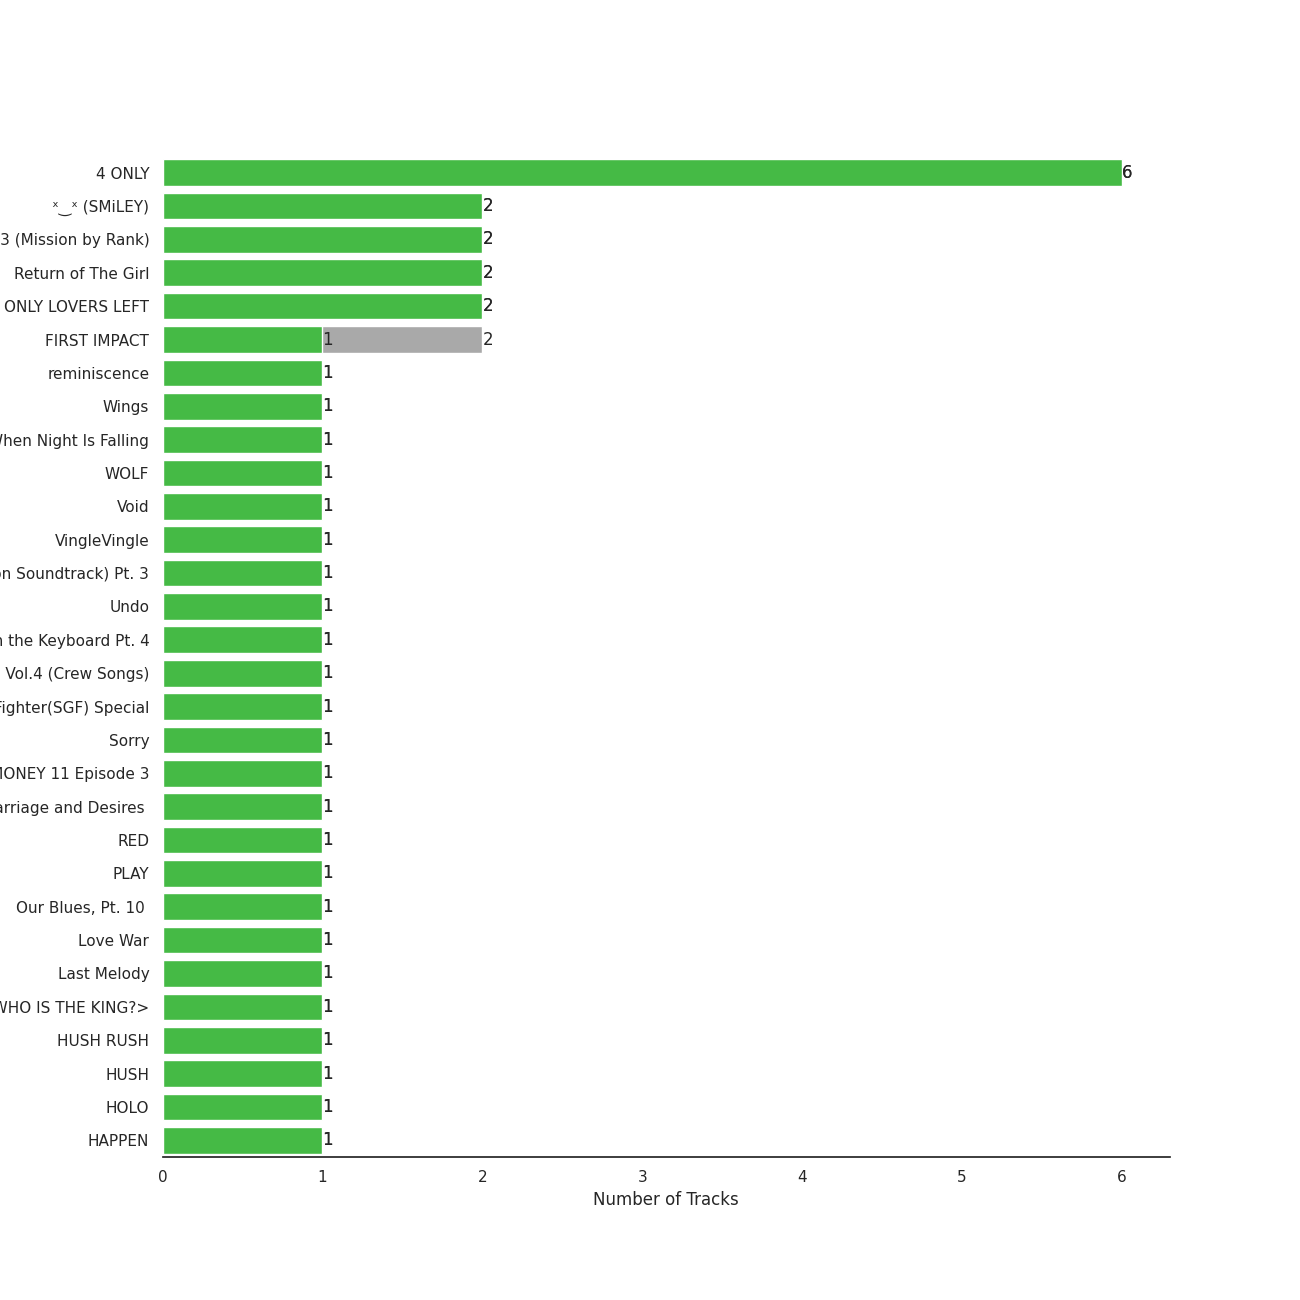 4 ONLY 6
ˣ‿ˣ (SMiLEY) 2
3 (Mission by Rank) 2
Return of The Girl 2
ONLY LOVERS LEFT 2
FIRST IMPACT 1 2
reminiscence 1
Wings 1
When Night Is Falling 1
WOLF 1
Void 1
VingleVingle 1
Soundtrack) Pt. 3 1
Undo 1
the Keyboard Pt. 4 1
Vol.4 (Crew Songs) 1
Fighter(SGF) Special 1
Sorry 1
MONEY 11 Episode 3 1
and Desires 1
RED 1
PLAY 1
Our Blues, Pt. 10 1
Love War 1
Last Melody 1
WHO IS THE KING?> 1
HUSH RUSH 1
HUSH 1
HOLO 1
HAPPEN 1
0 1 2 3 4 5 6
Number of Tracks